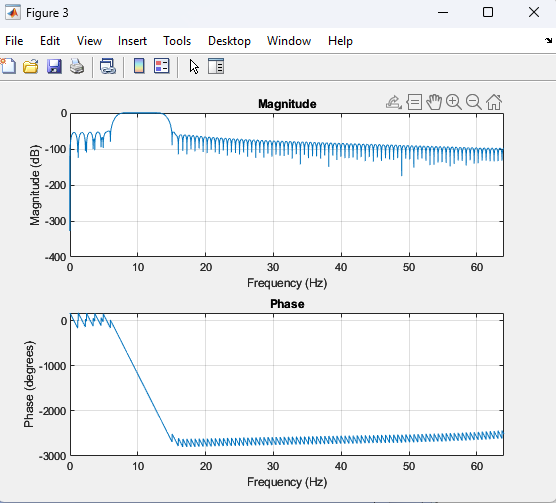 Figure 3
File Edit View Insert Tools Desktop Window Help
Magnitude
0
-100
-200
-300
-400
Magnitude (dB)
0 10 20 30 40 50 60
Frequency (Hz)
Phase
0
-1000
-2000
-3000
Phase (degrees)
0 10 20 30 40 50 60
Frequency (Hz)